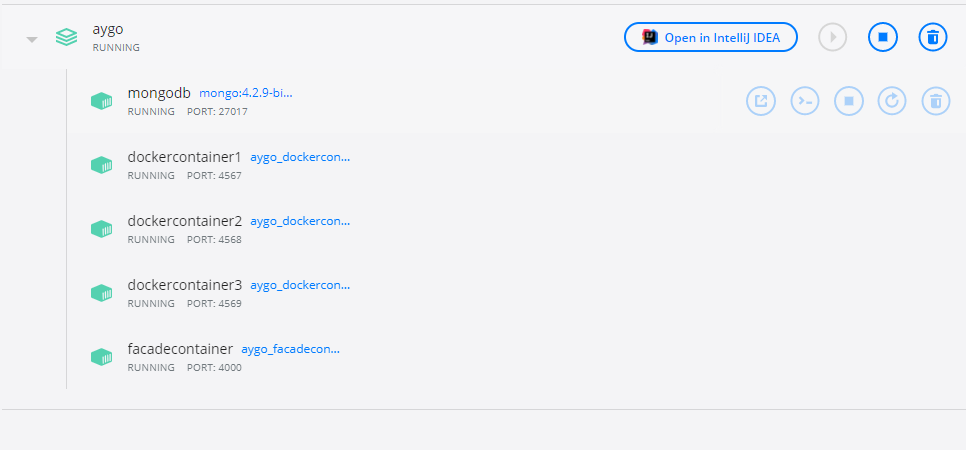 aygo
RUNNING
Open in IntelliJ IDEA
mongodb mongo:4.2.9-bi...
RUNNING PORT: 27017
dockercontainer1 aygo_dockercon...
RUNNING PORT: 4567
dockercontainer2 aygo_dockercon...
RUNNING PORT: 4568
dockercontainer3 aygo_dockercon...
RUNNING PORT: 4569
facadecontainer aygo_facadecon...
RUNNING PORT: 4000